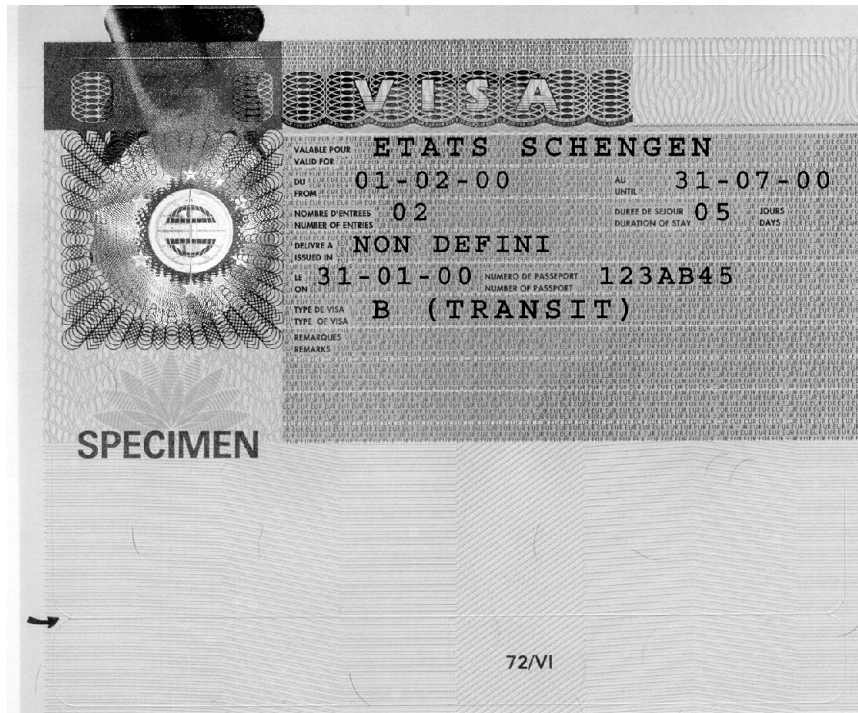 VISA
VALABLE POUR ETATS SCHENGEN
VALID FOR
DU 01-02-00 AU 31-07-00
FROM UNTIL
NOMBRE D'ENTREES 02 DUREE DE SEJOUR 05 JOURS
NUMBER OF ENTRIES DURATION OF STAY DAYS
DELIVRE A NON DEFINI
ISSUED IN
LE 31-01-00 NUMERO DE PASSEPORT 123AB45
ON NUMBER OF PASSPORT
TYPE DE VISA B (TRANSIT)
TYPE OF VISA
REMARQUES
REMARKS
SPECIMEN
72/VI